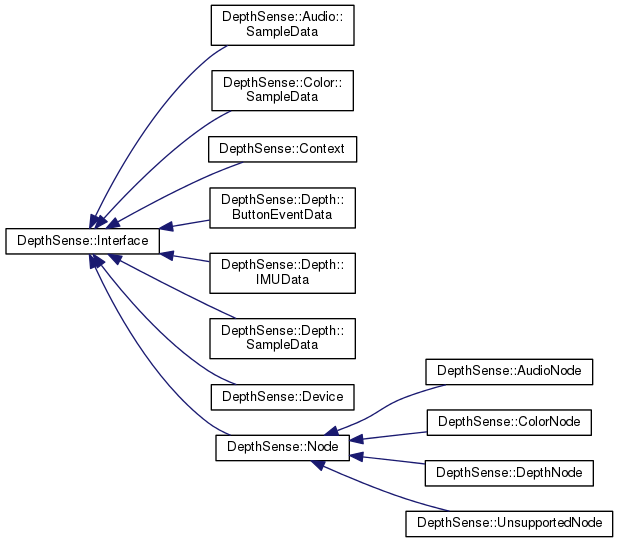 DepthSense::Audio::
SampleData
DepthSense::Color::
SampleData
DepthSense::Context
DepthSense::Depth::
ButtonEventData
DepthSense::Interface
DepthSense::Depth::
IMUData
DepthSense::Depth::
SampleData
DepthSense::Device
DepthSense::Node
DepthSense::AudioNode
DepthSense::ColorNode
DepthSense::DepthNode
DepthSense::UnsupportedNode